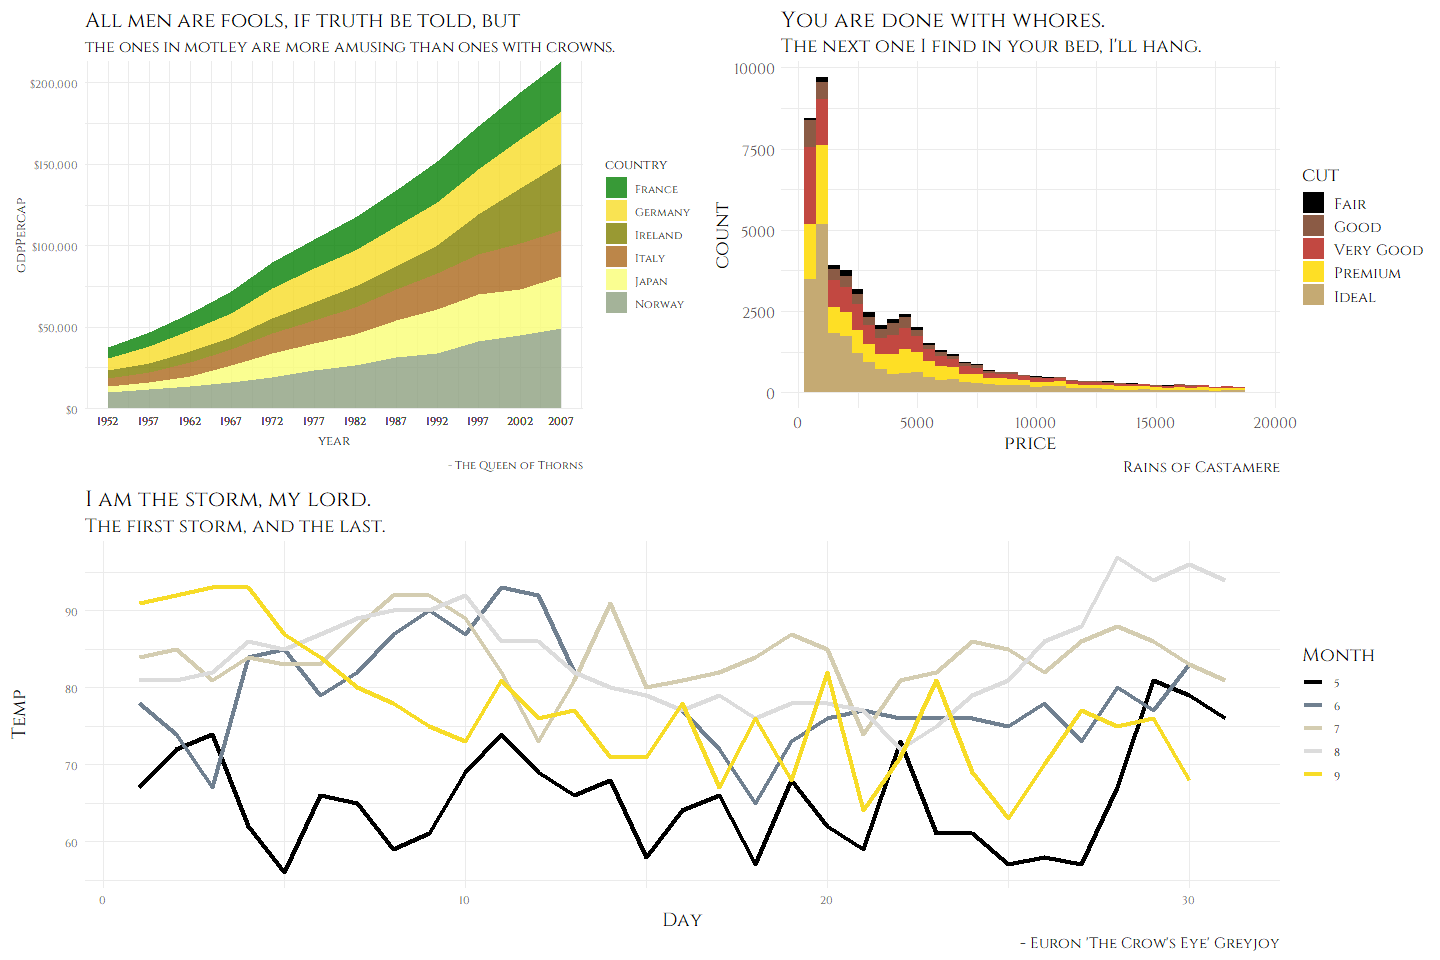 All men are fools, if truth be told, but
the ones in motley are more amusing than ones with crowns.
$200,000
$150,000
$100,000
$50,000
$0
gdpPercap
1952 1957 1962 1967 1972 1977 1982 1987 1992 1997 2002 2007
year
- The Queen of Thorns
country
France
Germany
Ireland
Italy
Japan
Norway
You are done with whores.
The next one I find in your bed, I'll hang.
10000
7500
5000
2500
0
count
0 5000 10000 15000 20000
price
Rains of Castamere
cut
Fair
Good
Very Good
Premium
Ideal
I am the storm, my lord.
The first storm, and the last.
90
80
70
60
Temp
0 10 20 30
Day
- Euron 'The Crow's Eye' Greyjoy
Month
5
6
7
8
9